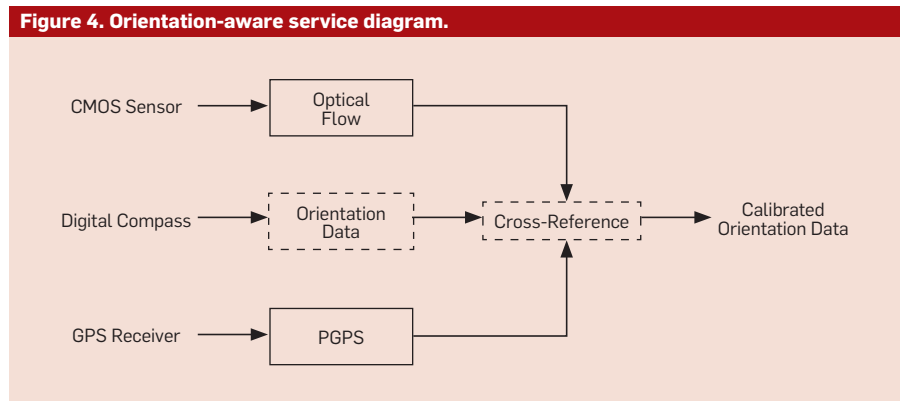 Figure 4. Orientation-aware service diagram.
CMOS Sensor
Optical
Flow
Digital Compass
Orientation
Data
Cross-Reference
Calibrated
Orientation Data
GPS Receiver
PGPS